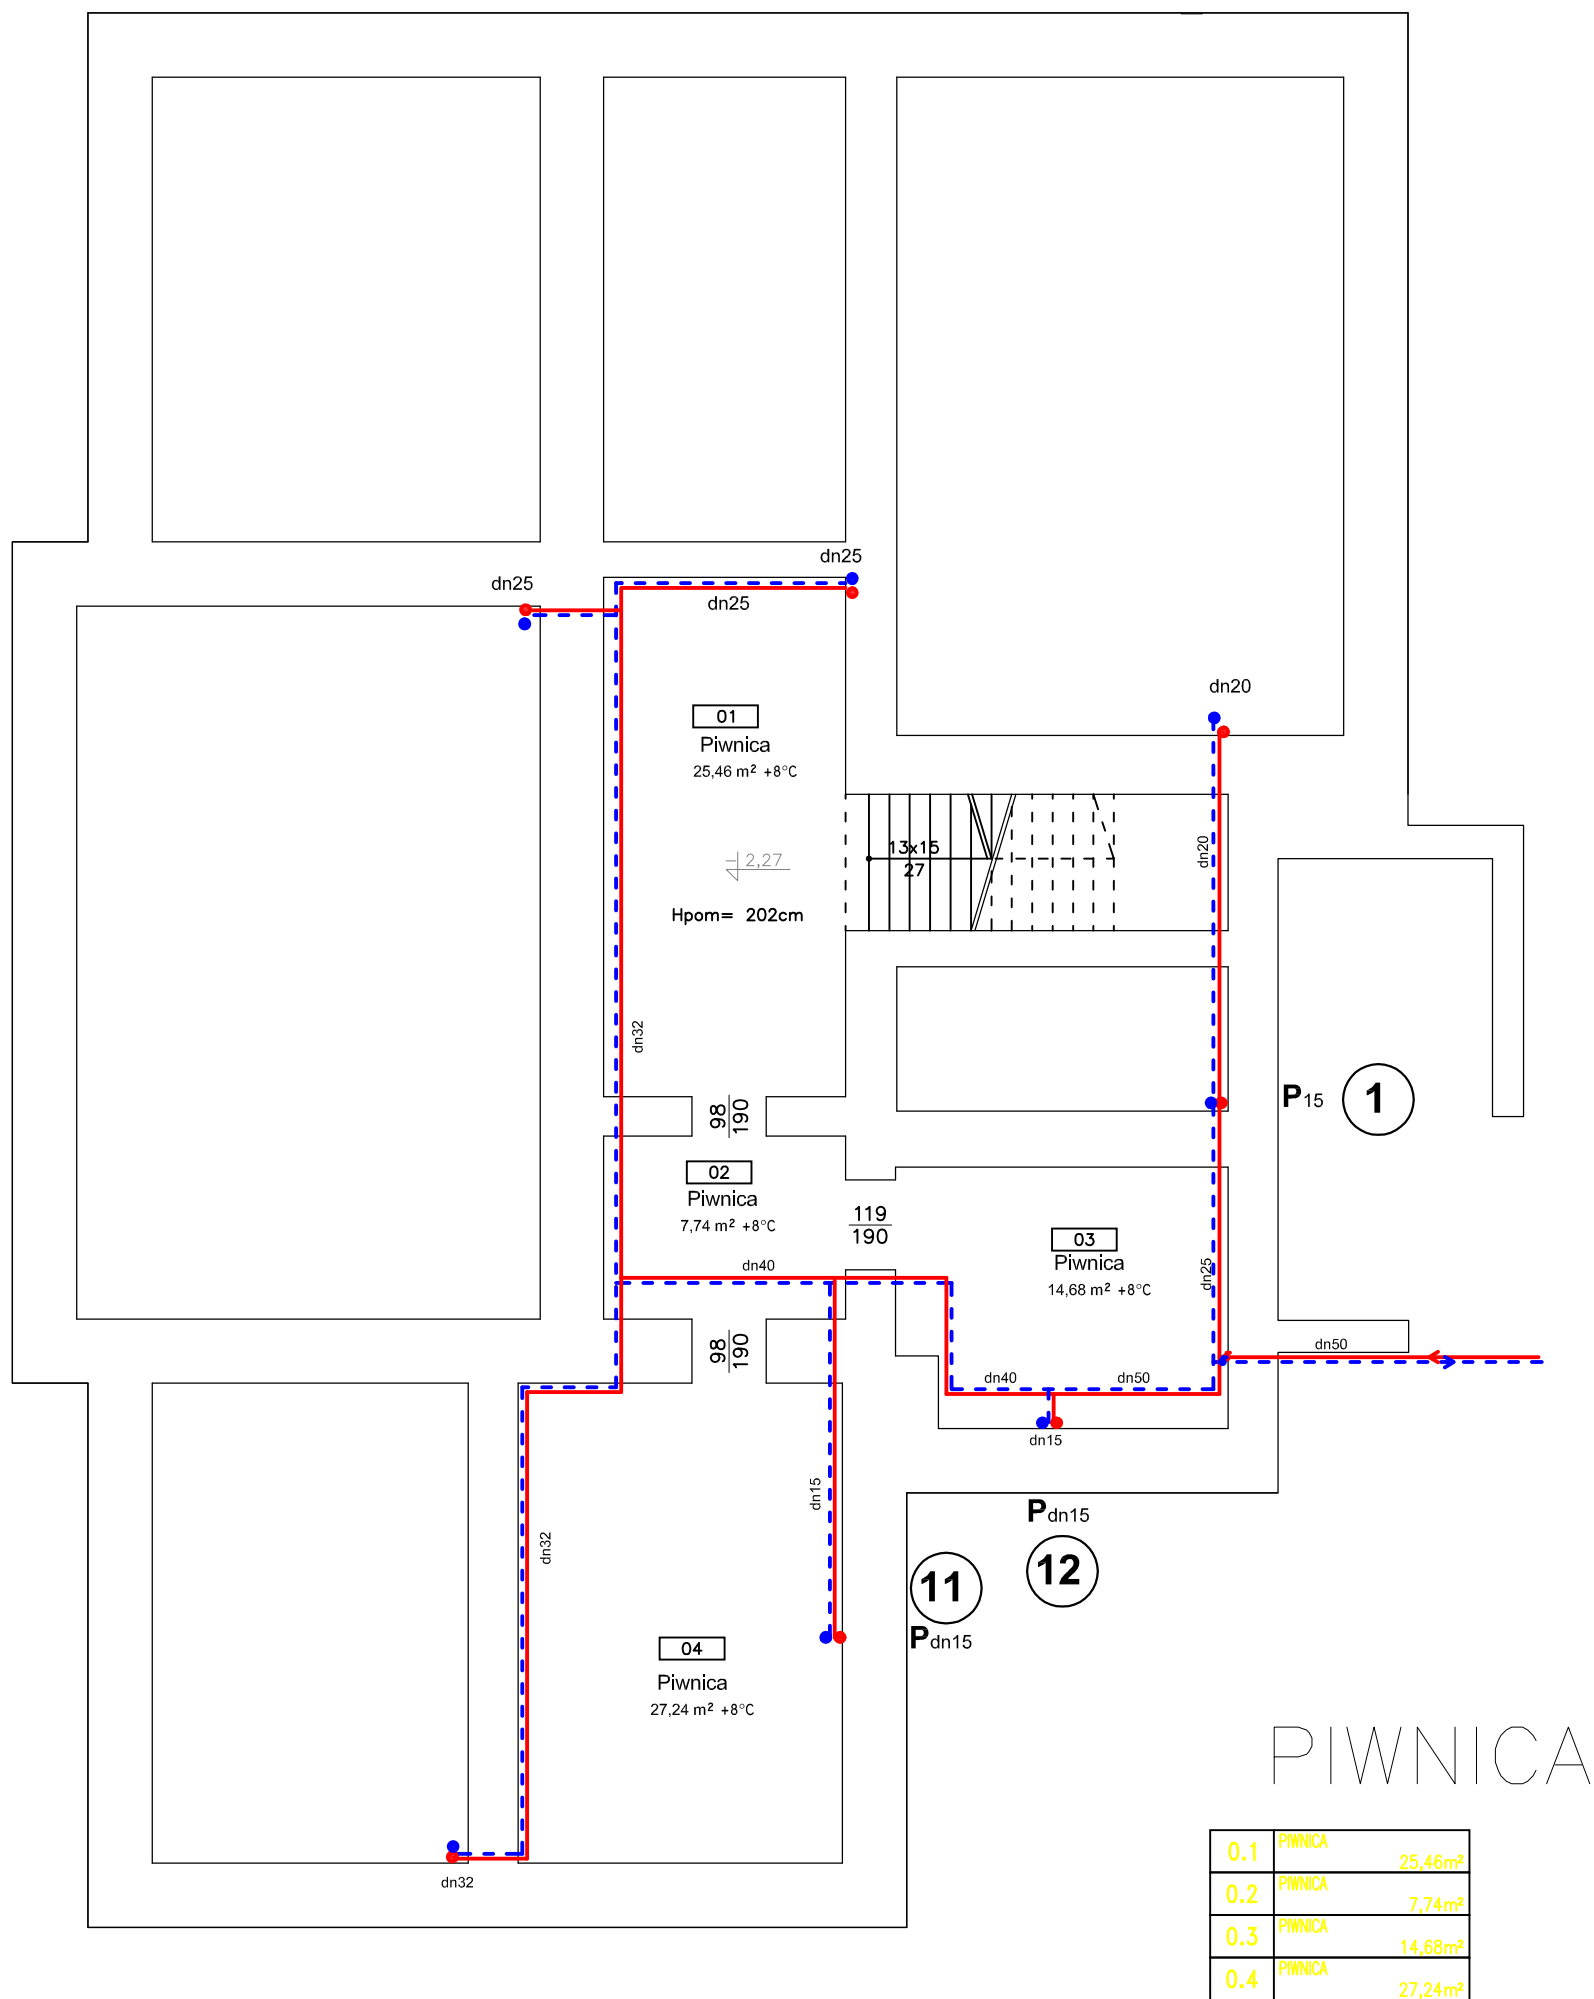 dn25
dn25
dn25
dn20
01
Piwnica
25,46 m² +8°C
13x15
27
dn20
2,27
Hpom= 202cm
dn32
98
190
P15
1
02
Piwnica
7,74 m² +8°C
119
190
03
Piwnica
14,68 m² +8°C
dn25
dn40
98
190
dn50
dn40
dn50
dn15
dn15
dn32
Pdn15
12
11
Pdn15
04
Piwnica
27,24 m² +8°C
dn32
PIWNICA
0.1 PIWNICA 25,46m²
0.2 PIWNICA 7,74m²
0.3 PIWNICA 14,68m²
0.4 PIWNICA 27,24m²